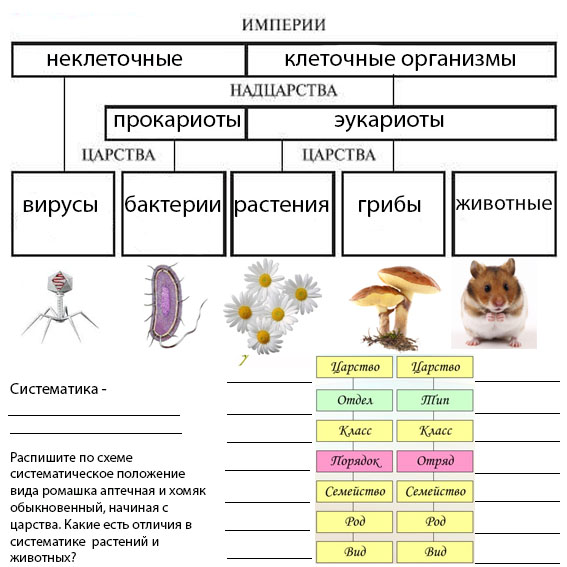 ИМПЕРИИ
неклеточные клеточные организмы
НАДЦАРСТВА
прокариоты эукариоты
ЦАРСТВА ЦАРСТВА
вирусы бактерии растения грибы животные
Царство Царство
Систематика -
Отдел Тип
Класс Класс
Распишите по схеме
систематическое положение
вида ромашка аптечная и хомяк
обыкновенный, начиная с
царства. Какие есть отличия в
систематике растений и
животных?
Порядок Отряд
Семейство Семейство
Род Род
Вид Вид